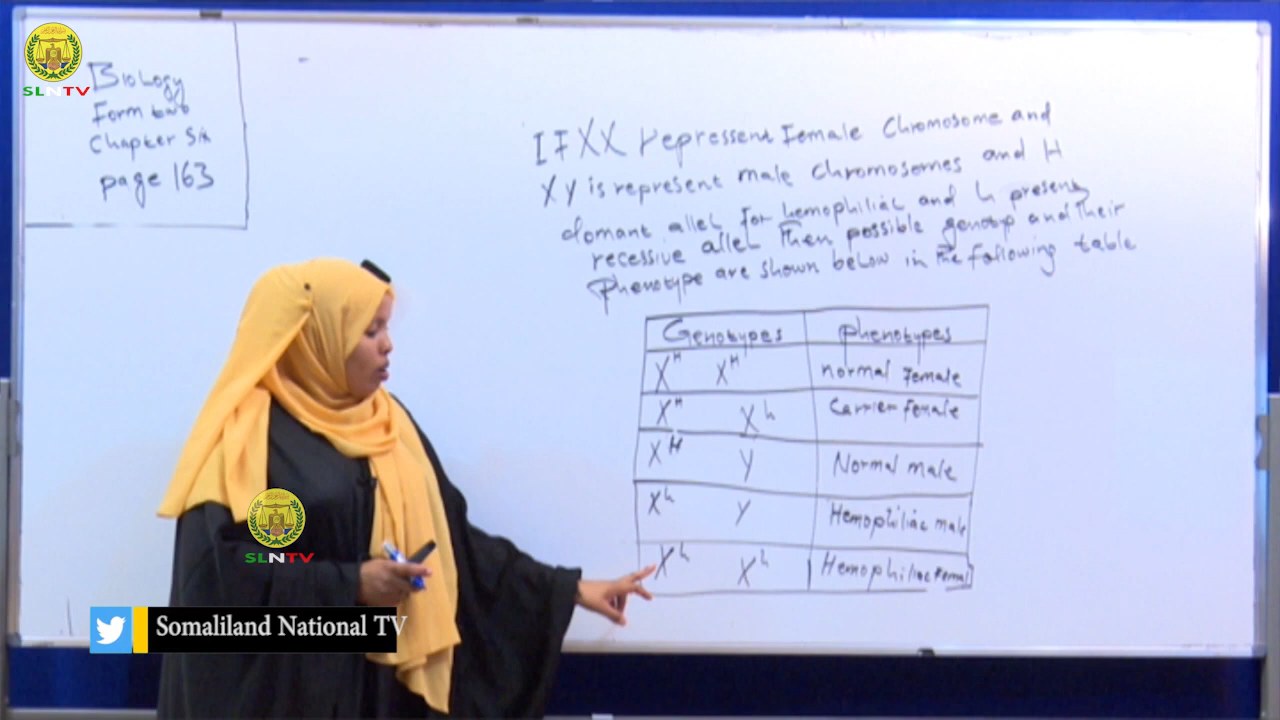 SLNTV
Biology
Form two
Chapter Six
page 163
IF XX repressent Female Chromosome and
XY is represent male chromosomes and H
domant allel for hemophiliac and h present
recessive allel Then possible genotyp and their
phenotype are shown below in the following table
Genotypes phenotypes
X^H X^H normal Female
X^H X^h Carrier female
X^H Y Normal male
X^h Y Hemophiliac male
X^h X^h Hemophiliac Femal
SLNTV
Somaliland National TV